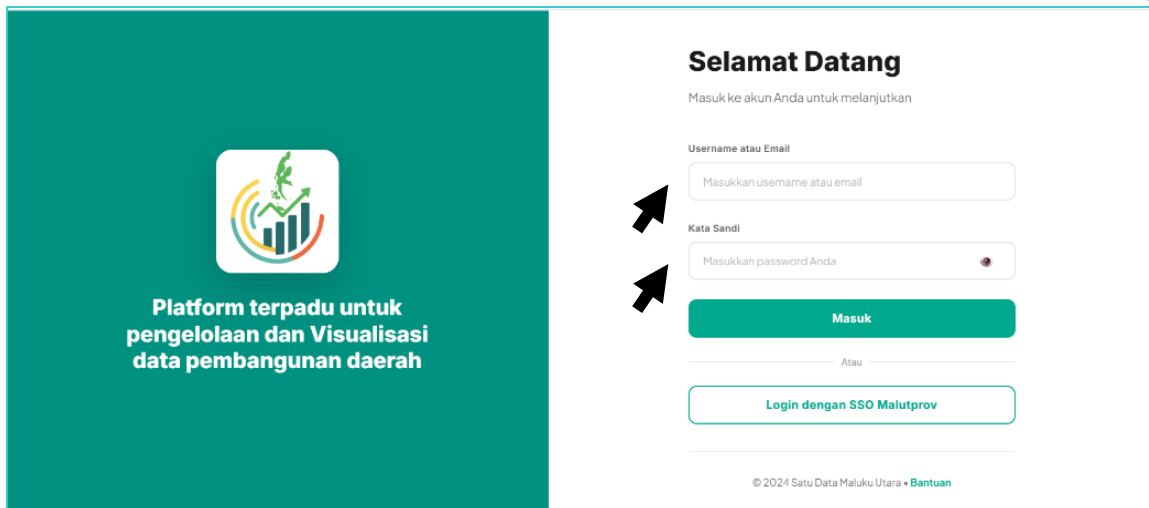 Selamat Datang
Masuk ke akun Anda untuk melanjutkan
Username atau Email
Masukkan username atau email
Kata Sandi
Masukkan password Anda
Masuk
Atau
Login dengan SSO Malutprov
© 2024 Satu Data Maluku Utara • Bantuan
Platform terpadu untuk
pengelolaan dan Visualisasi
data pembangunan daerah